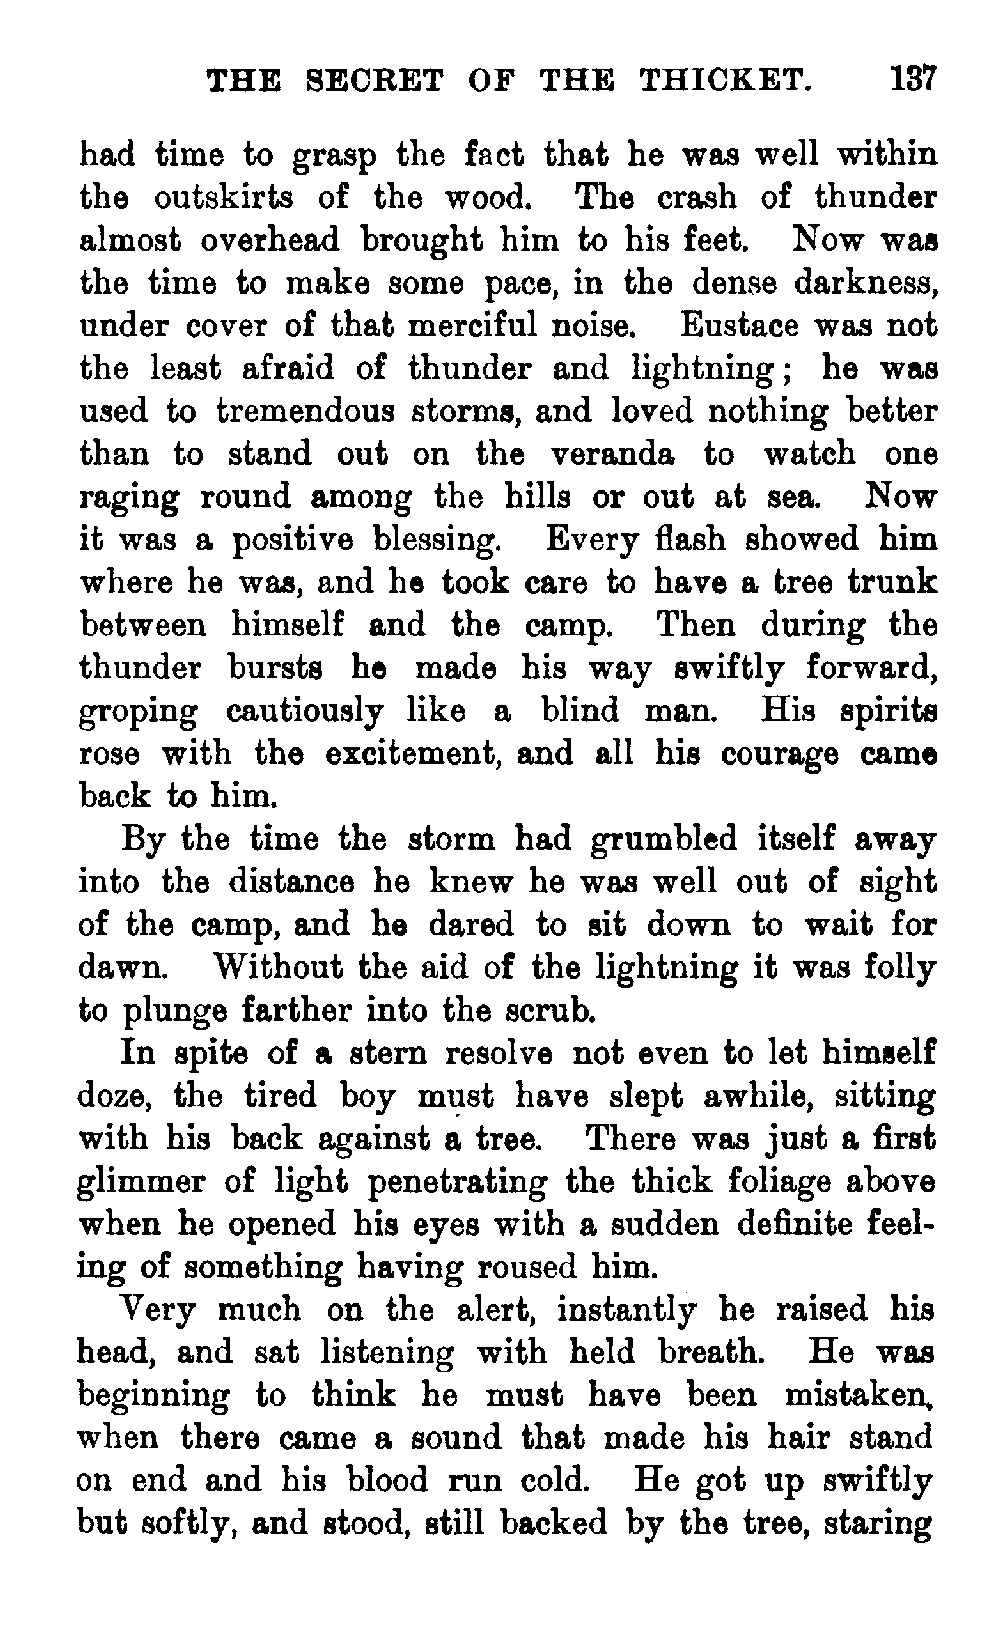 THE SECRET OF THE THICKET. 137
had time to grasp the fact that he was well within
the outskirts of the wood. The crash of thunder
almost overhead brought him to his feet. Now was
the time to make some pace, in the dense darkness,
under cover of that merciful noise. Eustace was not
the least afraid of thunder and lightning; he was
used to tremendous storms, and loved nothing better
than to stand out on the veranda to watch one
raging round among the hills or out at sea. Now
it was a positive blessing. Every flash showed him
where he was, and he took care to have a tree trunk
between himself and the camp. Then during the
thunder bursts he made his way swiftly forward,
groping cautiously like a blind man. His spirits
rose with the excitement, and all his courage came
back to him.
By the time the storm had grumbled itself away
into the distance he knew he was well out of sight
of the camp, and he dared to sit down to wait for
dawn. Without the aid of the lightning it was folly
to plunge farther into the scrub.
In spite of a stern resolve not even to let himself
doze, the tired boy must have slept awhile, sitting
with his back against a tree. There was just a first
glimmer of light penetrating the thick foliage above
when he opened his eyes with a sudden definite feel-
ing of something having roused him.
Very much on the alert, instantly he raised his
head, and sat listening with held breath. He was
beginning to think he must have been mistaken,
when there came a sound that made his hair stand
on end and his blood run cold. He got up swiftly
but softly, and stood, still backed by the tree, staring